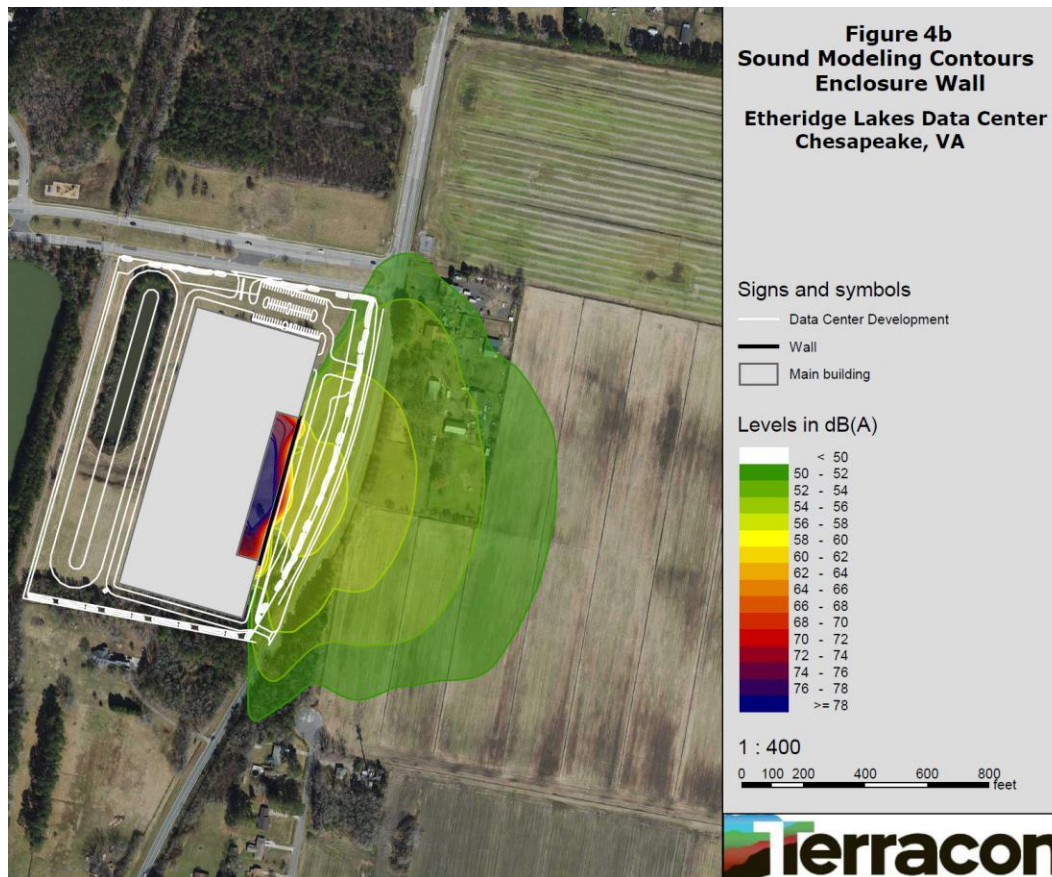 Figure 4b
Sound Modeling Contours
Enclosure Wall
Etheridge Lakes Data Center
Chesapeake, VA
Signs and symbols
Data Center Development
Wall
Main building
Levels in dB(A)
< 50
50 - 52
52 - 54
54 - 56
56 - 58
58 - 60
60 - 62
62 - 64
64 - 66
66 - 68
68 - 70
70 - 72
72 - 74
74 - 76
76 - 78
>= 78
1 : 400
0 100 200 400 600 800
feet
Terracon